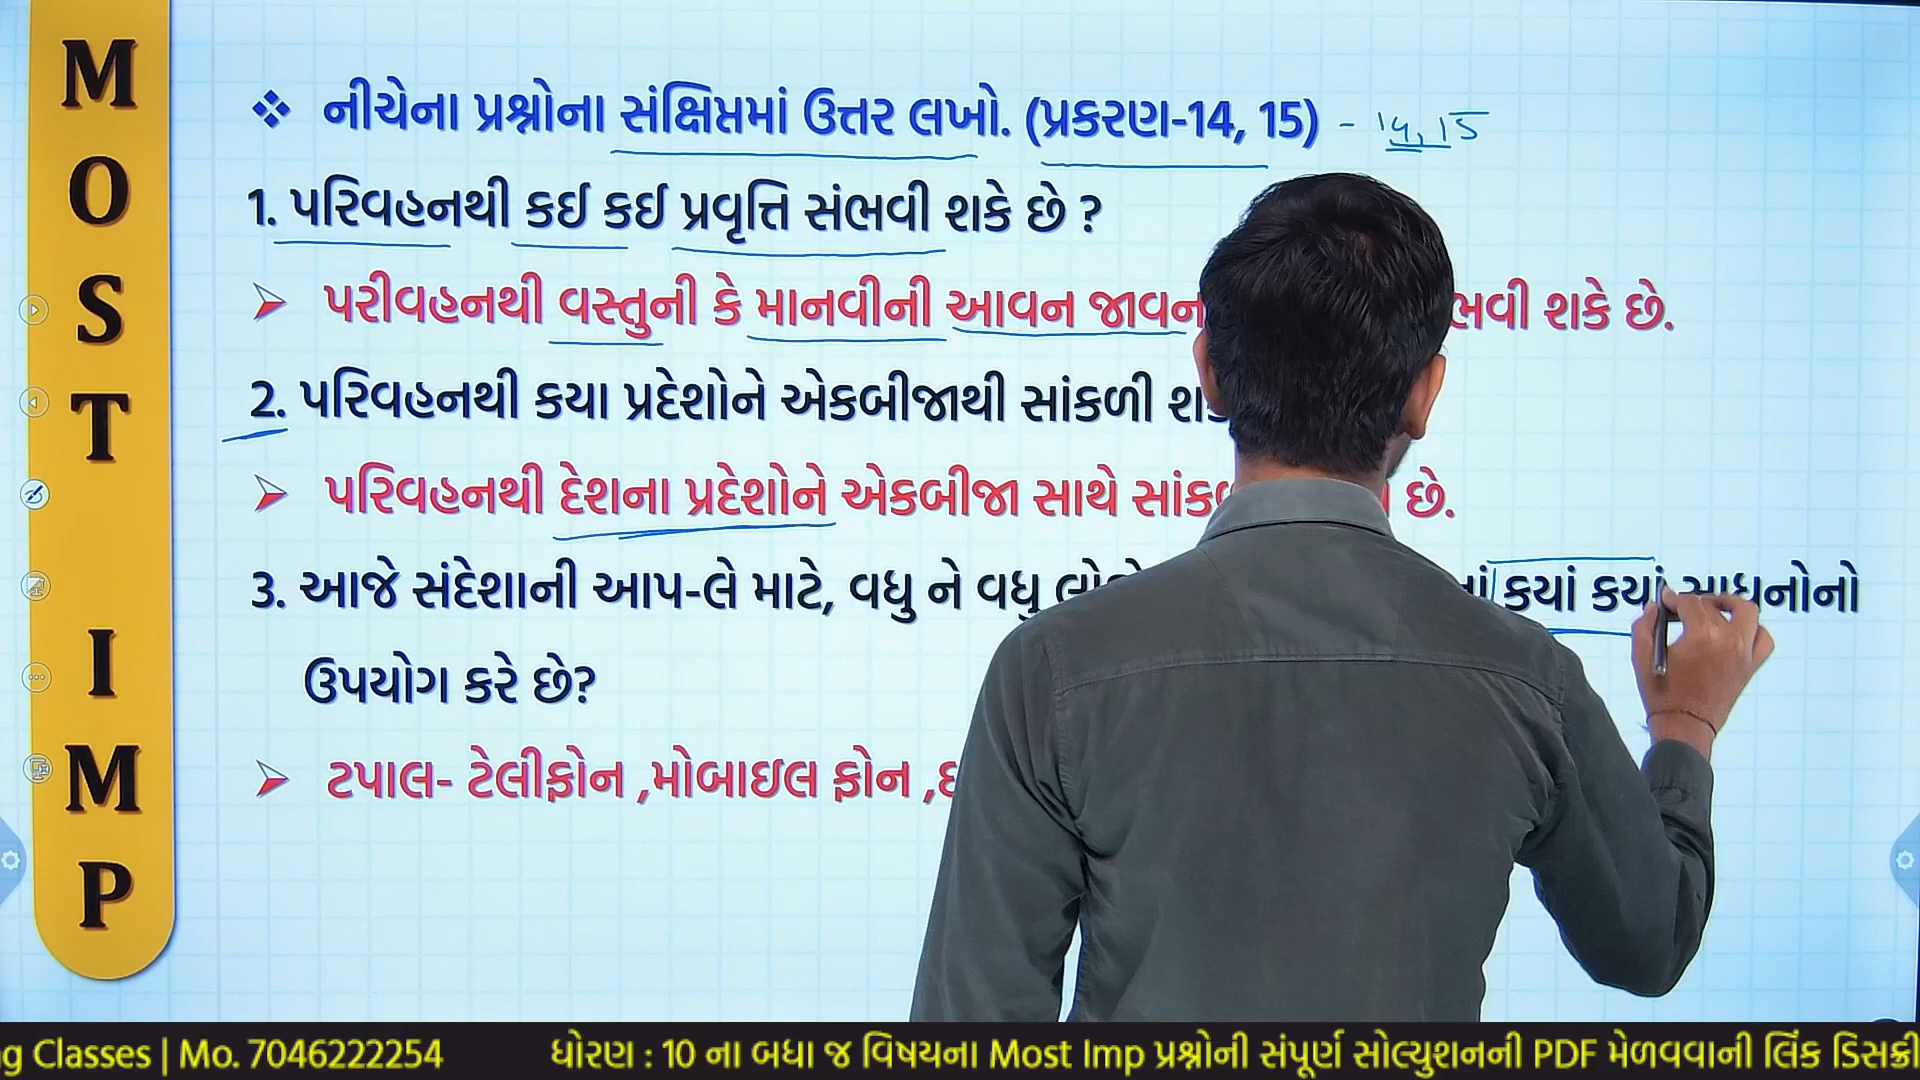 MOST IMP
❖ નીચેના પ્રશ્નોના સંક્ષિપ્તમાં ઉત્તર લખો. (પ્રકરણ-14, 15) - 14, 15
1. પરિવહનથી કઈ કઈ પ્રવૃત્તિ સંભવી શકે છે ?
➢ પરીવહનથી વસ્તુની કે માનવીની આવન જાવન ભવી શકે છે.
2. પરિવહનથી કયા પ્રદેશોને એકબીજાથી સાંકળી
➢ પરિવહનથી દેશના પ્રદેશોને એકબીજા સાથે છે.
3. આજે સંદેશાની આપ-લે માટે, વધુ ને વધુ કયાં કયાં સાધનોનો
ઉપયોગ કરે છે?
➢ ટપાલ- ટેલીફોન ,મોબાઇલ ફોન ,
ng Classes | Mo. 7046222254 ધોરણ : 10 ના બધા જ વિષયના Most Imp પ્રશ્નોની સંપૂર્ણ સોલ્યુશનની PDF મેળવવાની લિંક ડિસક્રી